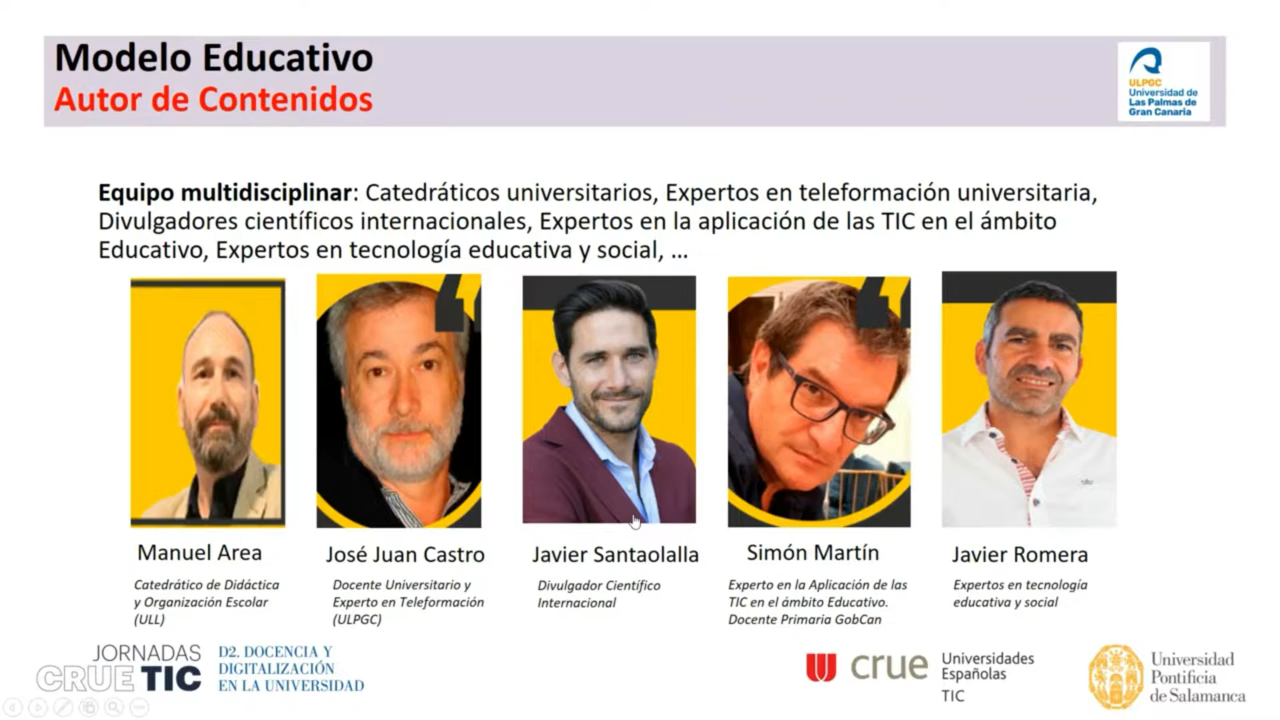 Modelo Educativo
Autor de Contenidos
ULPGC
Universidad de
Las Palmas de
Gran Canaria
Equipo multidisciplinar: Catedráticos universitarios, Expertos en teleformación universitaria,
Divulgadores científicos internacionales, Expertos en la aplicación de las TIC en el ámbito
Educativo, Expertos en tecnología educativa y social, ...
Manuel Area
Catedrático de Didáctica
y Organización Escolar
(ULL)
José Juan Castro
Docente Universitario y
Experto en Teleformación
(ULPGC)
Javier Santaolalla
Divulgador Científico
Internacional
Simón Martín
Experto en la Aplicación de las
TIC en el ámbito Educativo.
Docente Primaria GobCan
Javier Romera
Expertos en tecnología
educativa y social
JORNADAS
CRUE TIC
D2. DOCENCIA Y
DIGITALIZACIÓN
EN LA UNIVERSIDAD
crue
Universidades
Españolas
TIC
Universidad
Pontificia
de Salamanca